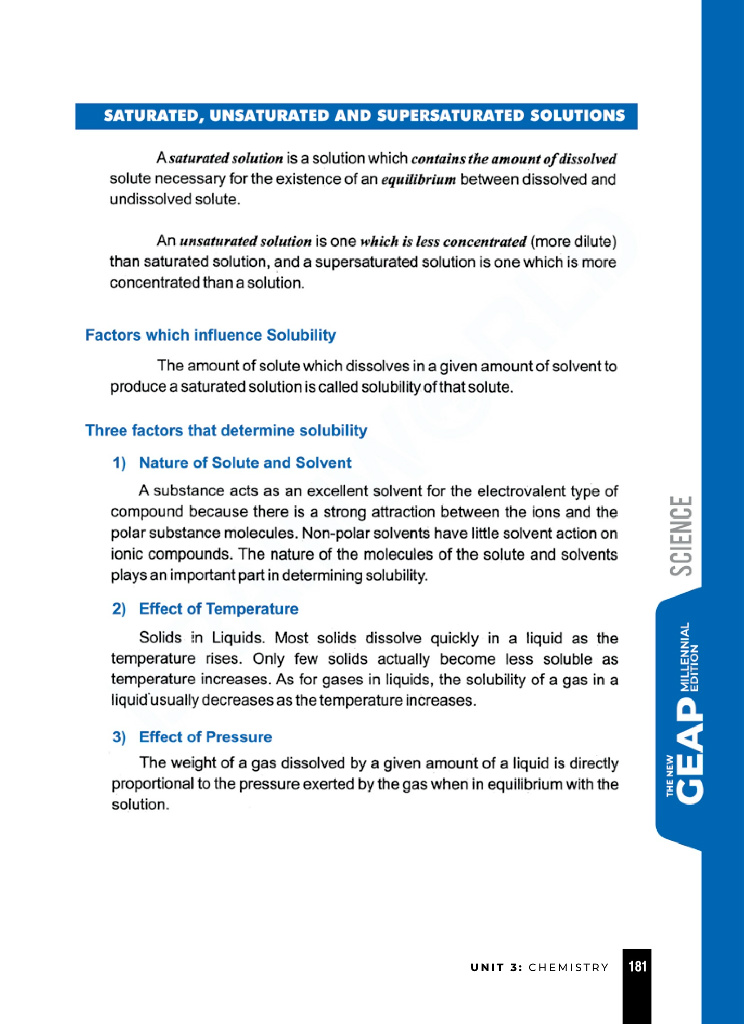 SATURATED, UNSATURATED AND SUPERSATURATED SOLUTIONS
A saturated solution is a solution which contains the amount of dissolved
solute necessary for the existence of an equilibrium between dissolved and
undissolved solute.
An unsaturated solution is one which is less concentrated (more dilute)
than saturated solution, and a supersaturated solution is one which is more
concentrated than a solution.
Factors which influence Solubility
The amount of solute which dissolves in a given amount of solvent to
produce a saturated solution is called solubility of that solute.
Three factors that determine solubility
1) Nature of Solute and Solvent
A substance acts as an excellent solvent for the electrovalent type of
compound because there is a strong attraction between the ions and the
polar substance molecules. Non-polar solvents have little solvent action on
ionic compounds. The nature of the molecules of the solute and solvents
plays an important part in determining solubility.
2) Effect of Temperature
Solids in Liquids. Most solids dissolve quickly in a liquid as the
temperature rises. Only few solids actually become less soluble as
temperature increases. As for gases in liquids, the solubility of a gas in a
liquid usually decreases as the temperature increases.
3) Effect of Pressure
The weight of a gas dissolved by a given amount of a liquid is directly
proportional to the pressure exerted by the gas when in equilibrium with the
solution.
SCIENCE
THE NEW
GEAP
MILLENNIAL
EDITION
UNIT 3: CHEMISTRY 181